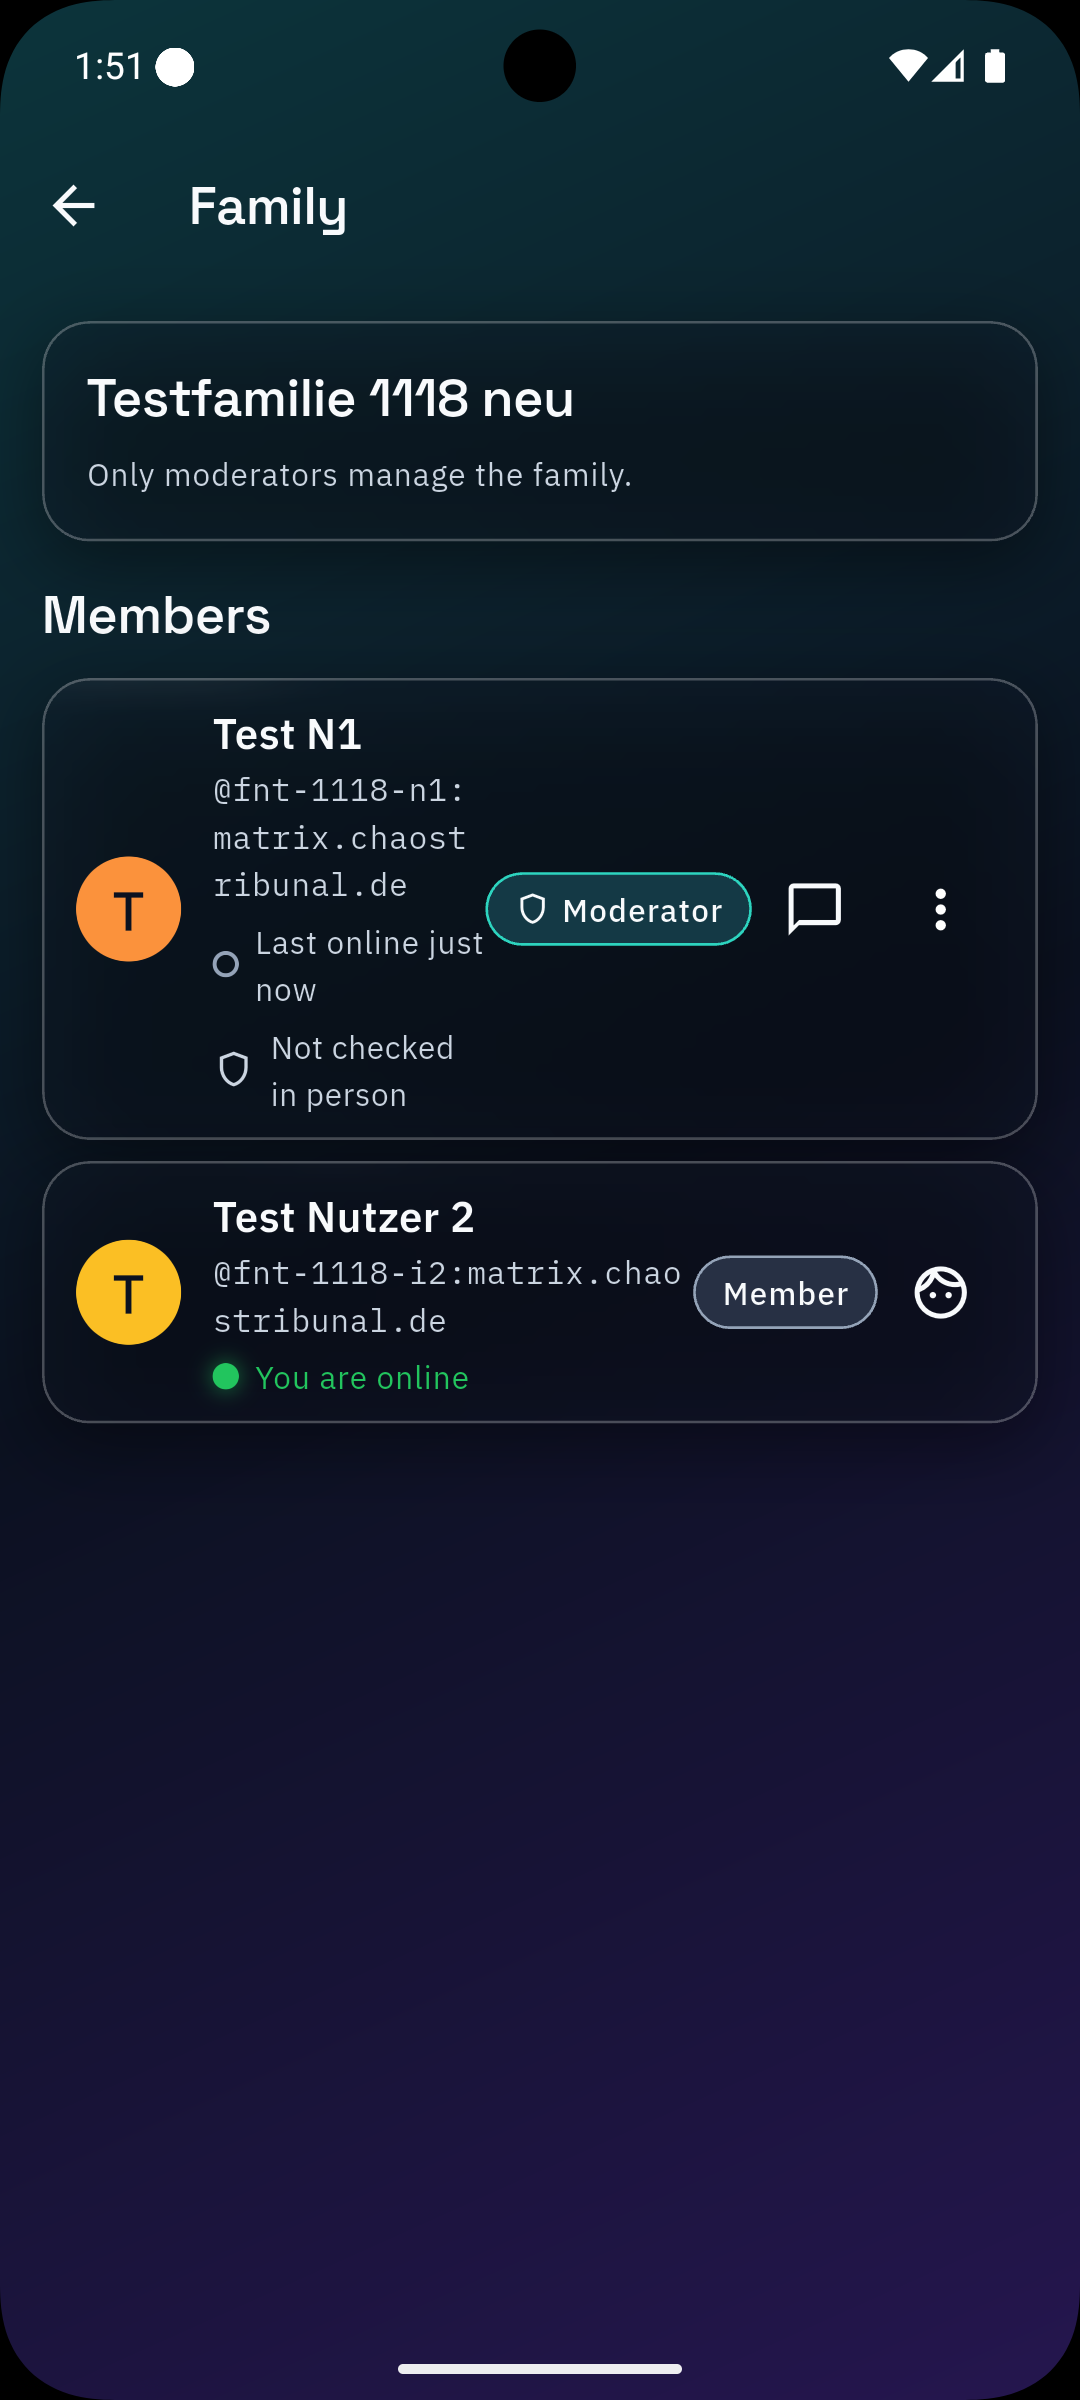 1:51
Family
Testfamilie 1118 neu
Only moderators manage the family.
Members
T
Test N1
@fnt-1118-n1:
matrix.chaost
ribunal.de
Last online just
now
Not checked
in person
Moderator
T
Test Nutzer 2
@fnt-1118-i2:matrix.chao
stribunal.de
You are online
Member